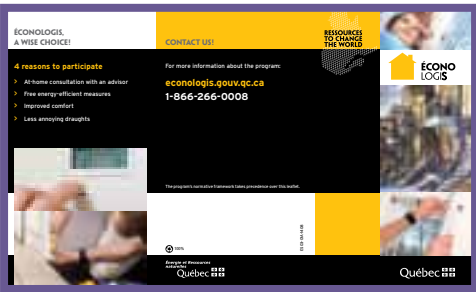 ÉCONOLOGIS,
A WISE CHOICE!
4 reasons to participate
> At-home consultation with an advisor
> Free energy-efficient measures
> Improved comfort
> Less annoying draughts
CONTACT US!
For more information about the program:
econologis.gouv.qc.ca
1-866-266-0008
The program's normative framework takes precedence over this leaflet.
100%
Énergie et Ressources
naturelles
Québec
RESSOURCES
TO CHANGE
THE WORLD
ÉCONO
LOGIS
Québec